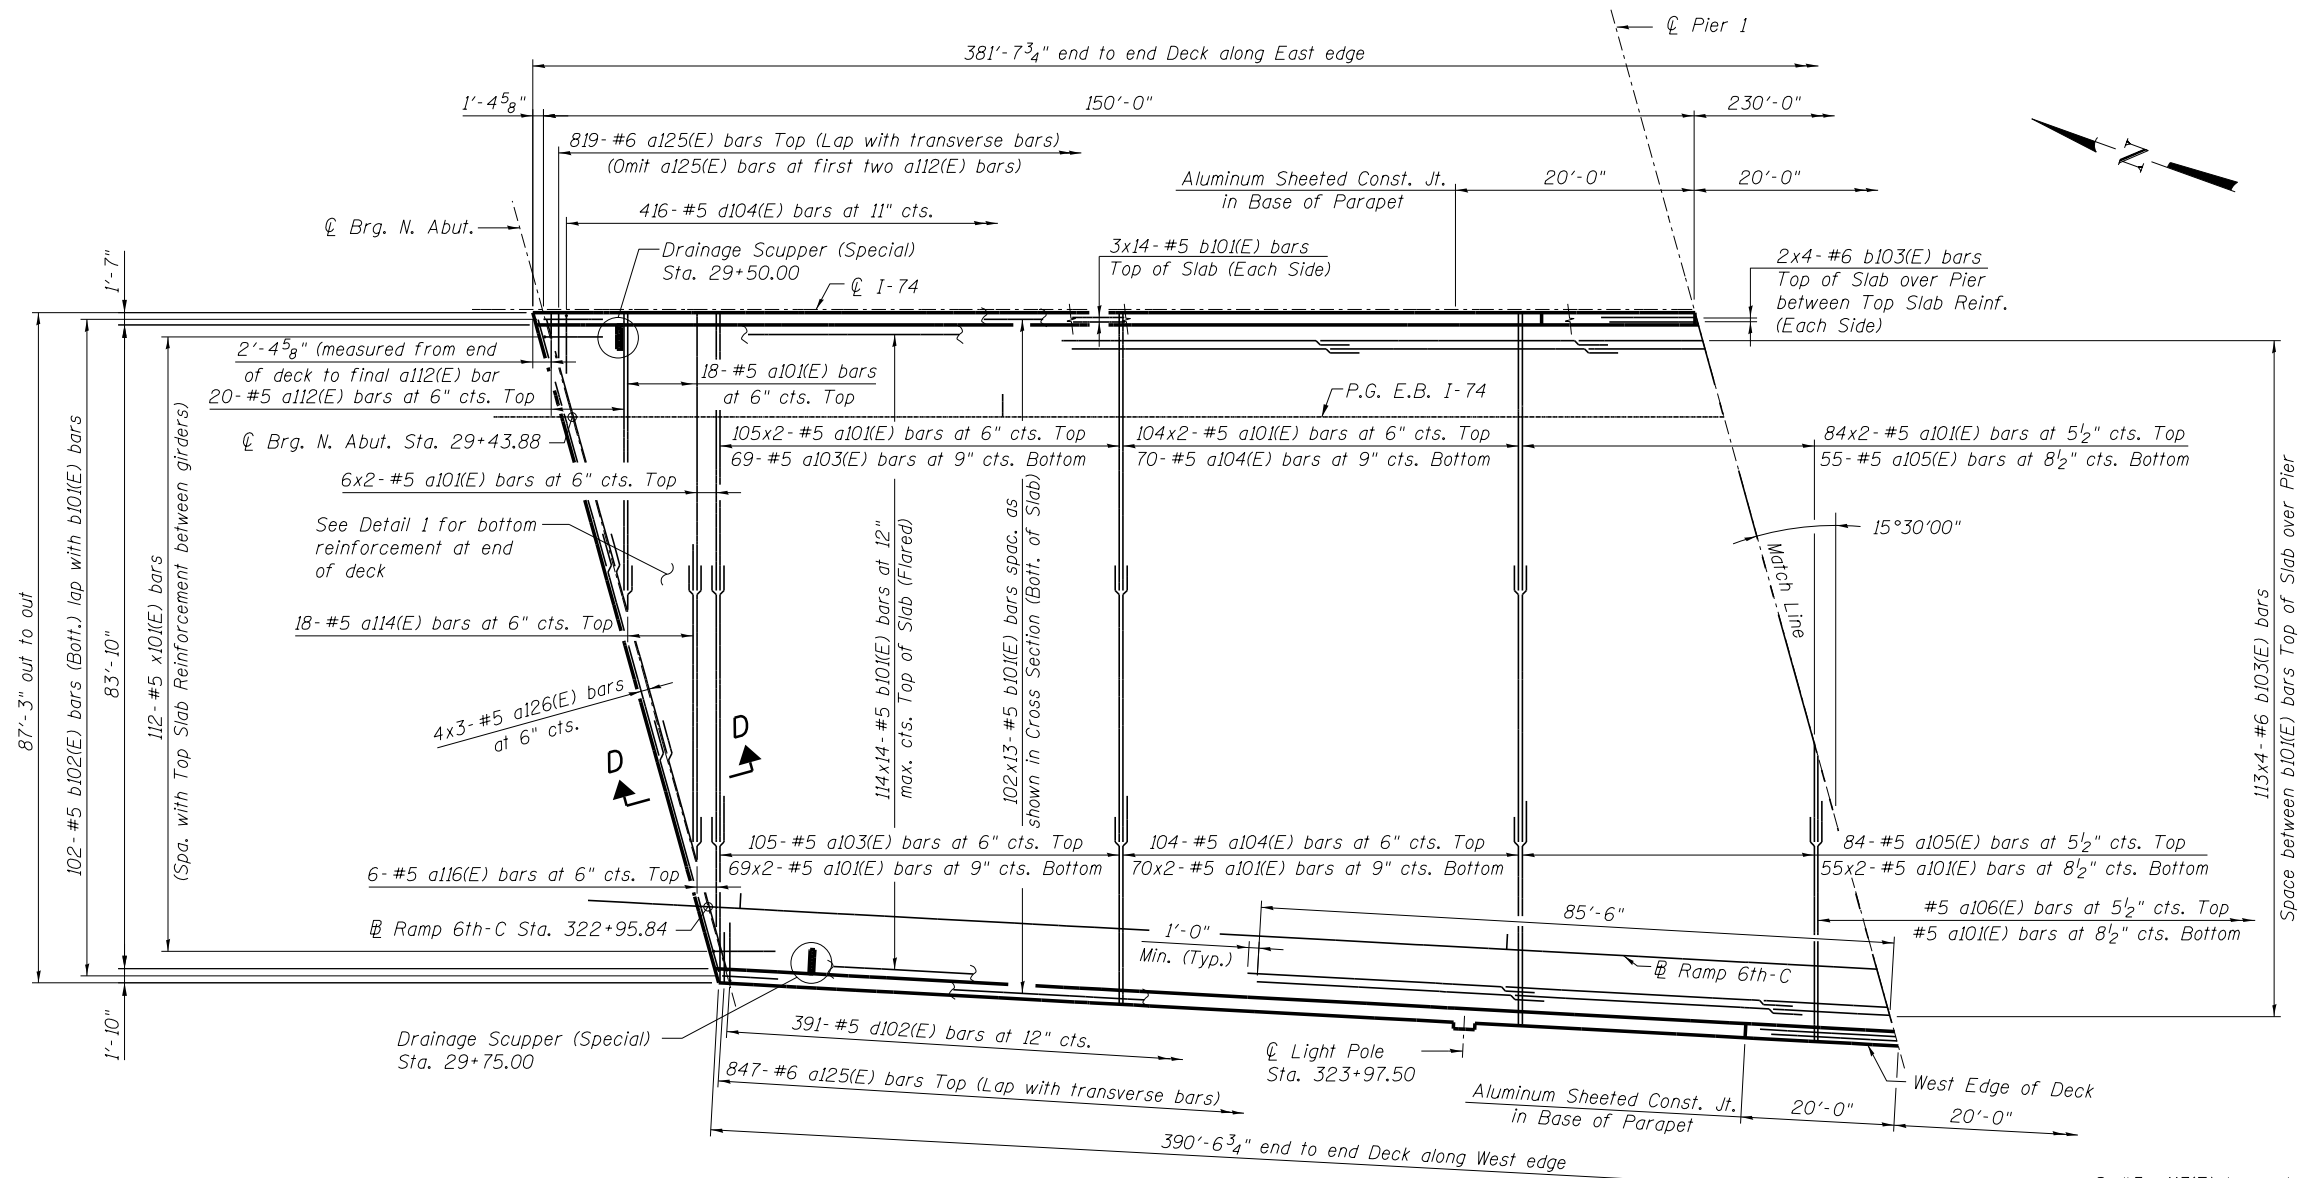 ℄ Pier 1
381'-7 3/4" end to end Deck along East edge
1'-4 5/8"
150'-0"
230'-0"
819- #6 a125(E) bars Top (Lap with transverse bars)
(Omit a125(E) bars at first two a112(E) bars)
N
Aluminum Sheeted Const. Jt.
in Base of Parapet
20'-0"
20'-0"
416- #5 d104(E) bars at 11" cts.
℄ Brg. N. Abut.
Drainage Scupper (Special)
Sta. 29+50.00
3x14- #5 b101(E) bars
Top of Slab (Each Side)
2x4- #6 b103(E) bars
Top of Slab over Pier
between Top Slab Reinf.
(Each Side)
1'-7"
℄ I-74
2'-4 5/8" (measured from end
of deck to final a112(E) bar
18- #5 a101(E) bars
at 6" cts. Top
20- #5 a112(E) bars at 6" cts. Top
P.G. E.B. I-74
℄ Brg. N. Abut. Sta. 29+43.88
105x2- #5 a101(E) bars at 6" cts. Top
69- #5 a103(E) bars at 9" cts. Bottom
104x2- #5 a101(E) bars at 6" cts. Top
70- #5 a104(E) bars at 9" cts. Bottom
84x2- #5 a101(E) bars at 5 1/2" cts. Top
55- #5 a105(E) bars at 8 1/2" cts. Bottom
6x2- #5 a101(E) bars at 6" cts. Top
See Detail 1 for bottom
reinforcement at end
of deck
15°30'00"
Match Line
87'-3" out to out
102- #5 b102(E) bars (Bott.) lap with b101(E) bars
83'-10"
112- #5 x101(E) bars
(Spa. with Top Slab Reinforcement between girders)
114x14- #5 b101(E) bars at 12"
max. cts. Top of Slab (Flared)
102x13- #5 b101(E) bars spac. as
shown in Cross Section (Bott. of Slab)
113x4- #6 b103(E) bars
Space between b101(E) bars Top of Slab over Pier
18- #5 a114(E) bars at 6" cts. Top
4x3- #5 a126(E) bars
at 6" cts.
D
D
105- #5 a103(E) bars at 6" cts. Top
69x2- #5 a101(E) bars at 9" cts. Bottom
104- #5 a104(E) bars at 6" cts. Top
70x2- #5 a101(E) bars at 9" cts. Bottom
84- #5 a105(E) bars at 5 1/2" cts. Top
55x2- #5 a101(E) bars at 8 1/2" cts. Bottom
6- #5 a116(E) bars at 6" cts. Top
#5 a106(E) bars at 5 1/2" cts. Top
#5 a101(E) bars at 8 1/2" cts. Bottom
85'-6"
1'-0"
Min. (Typ.)
℔ Ramp 6th-C Sta. 322+95.84
℔ Ramp 6th-C
1'-10"
Drainage Scupper (Special)
Sta. 29+75.00
391- #5 d102(E) bars at 12" cts.
℄ Light Pole
Sta. 323+97.50
847- #6 a125(E) bars Top (Lap with transverse bars)
West Edge of Deck
Aluminum Sheeted Const. Jt.
in Base of Parapet
20'-0"
20'-0"
390'-6 3/4" end to end Deck along West edge